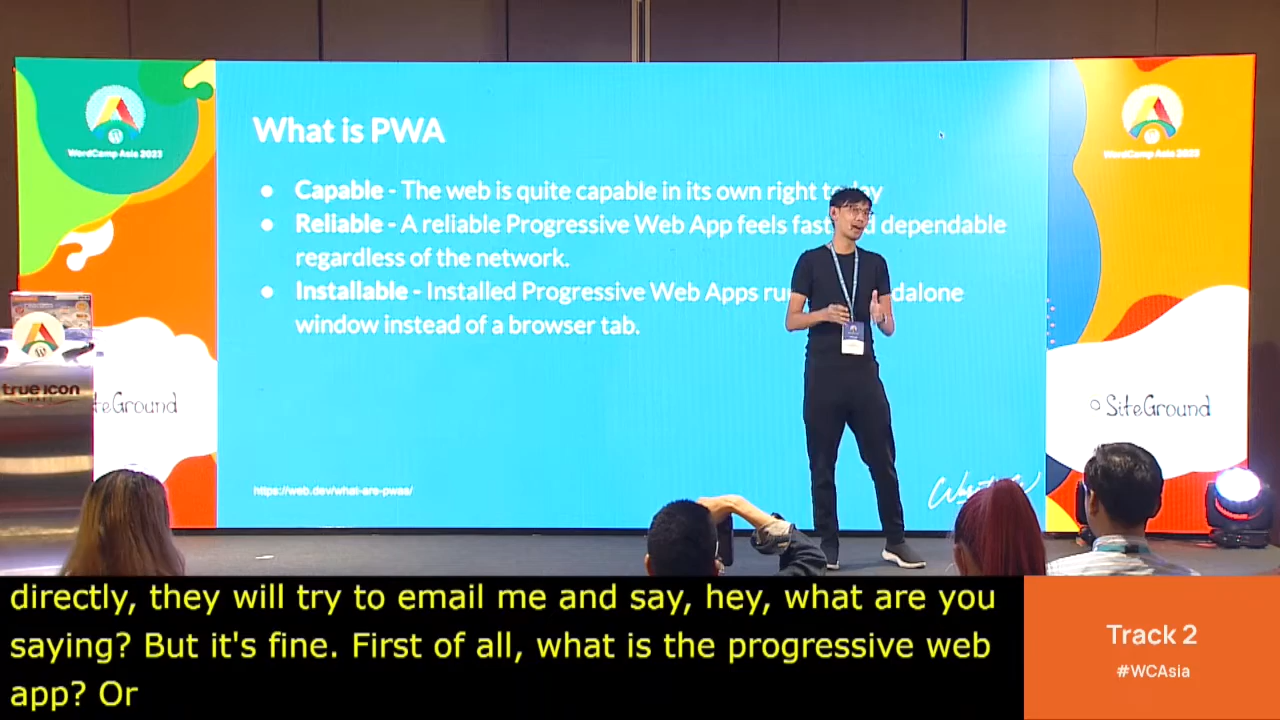 WordCamp Asia 2023
What is PWA
WordCamp Asia 2023
Capable - The web is quite capable in its own right today
Reliable - A reliable Progressive Web App feels fast dependable
regardless of the network.
Installable - Installed Progressive Web Apps
window instead of a browser tab.
true icon
HALL
teGround
SiteGround
https://web.dev/what-are-pwas/
directly, they will try to email me and say, hey, what are you
saying? But it's fine. First of all, what is the progressive web
app? Or
Track 2
#WCAsia